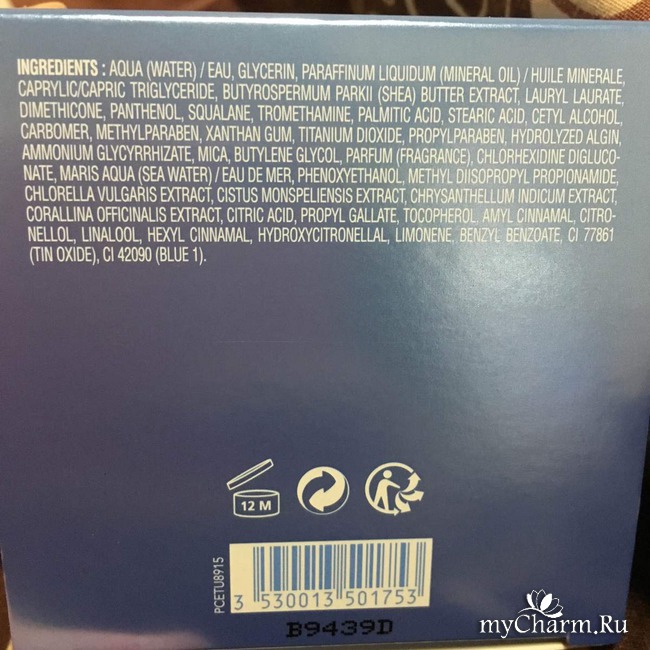 INGREDIENTS : AQUA (WATER) / EAU, GLYCERIN, PARAFFINUM LIQUIDUM (MINERAL OIL) / HUILE MINERALE,
CAPRYLIC/CAPRIC TRIGLYCERIDE, BUTYROSPERMUM PARKII (SHEA) BUTTER EXTRACT, LAURYL LAURATE,
DIMETHICONE, PANTHENOL, SQUALANE, TROMETHAMINE, PALMITIC ACID, STEARIC ACID, CETYL ALCOHOL,
CARBOMER, METHYLPARABEN, XANTHAN GUM, TITANIUM DIOXIDE, PROPYLPARABEN, HYDROLYZED ALGIN,
AMMONIUM GLYCYRRHIZATE, MICA, BUTYLENE GLYCOL, PARFUM (FRAGRANCE), CHLORHEXIDINE DIGLUCO-
NATE, MARIS AQUA (SEA WATER) / EAU DE MER, PHENOXYETHANOL, METHYL DIISOPROPYL PROPIONAMIDE,
CHLORELLA VULGARIS EXTRACT, CISTUS MONSPELIENSIS EXTRACT, CHRYSANTHELLUM INDICUM EXTRACT,
CORALLINA OFFICINALIS EXTRACT, CITRIC ACID, PROPYL GALLATE, TOCOPHEROL, AMYL CINNAMAL, CITRO-
NELLOL, LINALOOL, HEXYL CINNAMAL, HYDROXYCITRONELLAL, LIMONENE, BENZYL BENZOATE, CI 77861
(TIN OXIDE), CI 42090 (BLUE 1).
12 M
PCETU8915
3 530013 501753
B9439D
myCharm.Ru